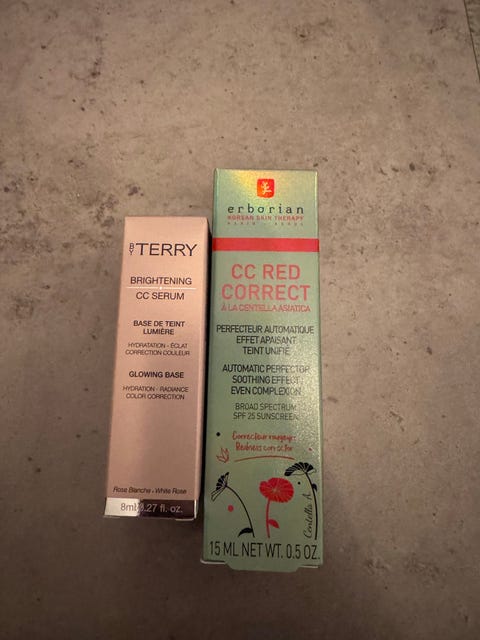 BY TERRY
BRIGHTENING
CC SERUM
BASE DE TEINT
LUMIÈRE
HYDRATATION - ÉCLAT
CORRECTION COULEUR
GLOWING BASE
HYDRATION - RADIANCE
COLOR CORRECTION
Rose Blanche - White Rose
8ml 0.27 fl. oz.
erborian
KOREAN SKIN THERAPY
PARIS - SEOUL
CC RED
CORRECT
À LA CENTELLA ASIATICA
PERFECTEUR AUTOMATIQUE
EFFET APAISANT
TEINT UNIFIÉ
AUTOMATIC PERFECTOR
SOOTHING EFFECT
EVEN COMPLEXION
BROAD SPECTRUM
SPF 25 SUNSCREEN
Correcteur rougeurs
Redness corrector
Centella A.
15 ML NET WT. 0.5 OZ.